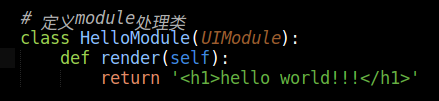 # 定义module处理类
class HelloModule(UIModule):
    def render(self):
        return '<h1>hello world!!!</h1>'